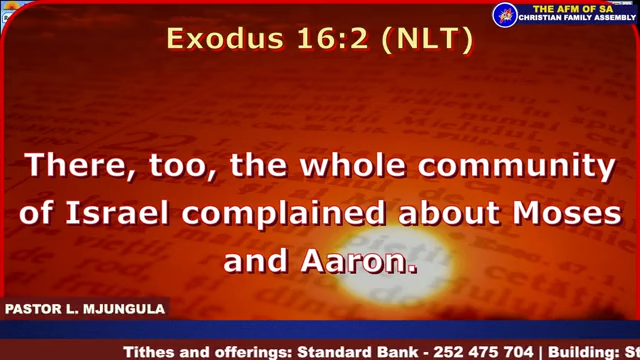 THE AFM OF SA
CHRISTIAN FAMILY ASSEMBLY
Exodus 16:2 (NLT)
There, too, the whole community
of Israel complained about Moses
and Aaron.
PASTOR L. MJUNGULA
Tithes and offerings: Standard Bank - 252 475 704 | Building: